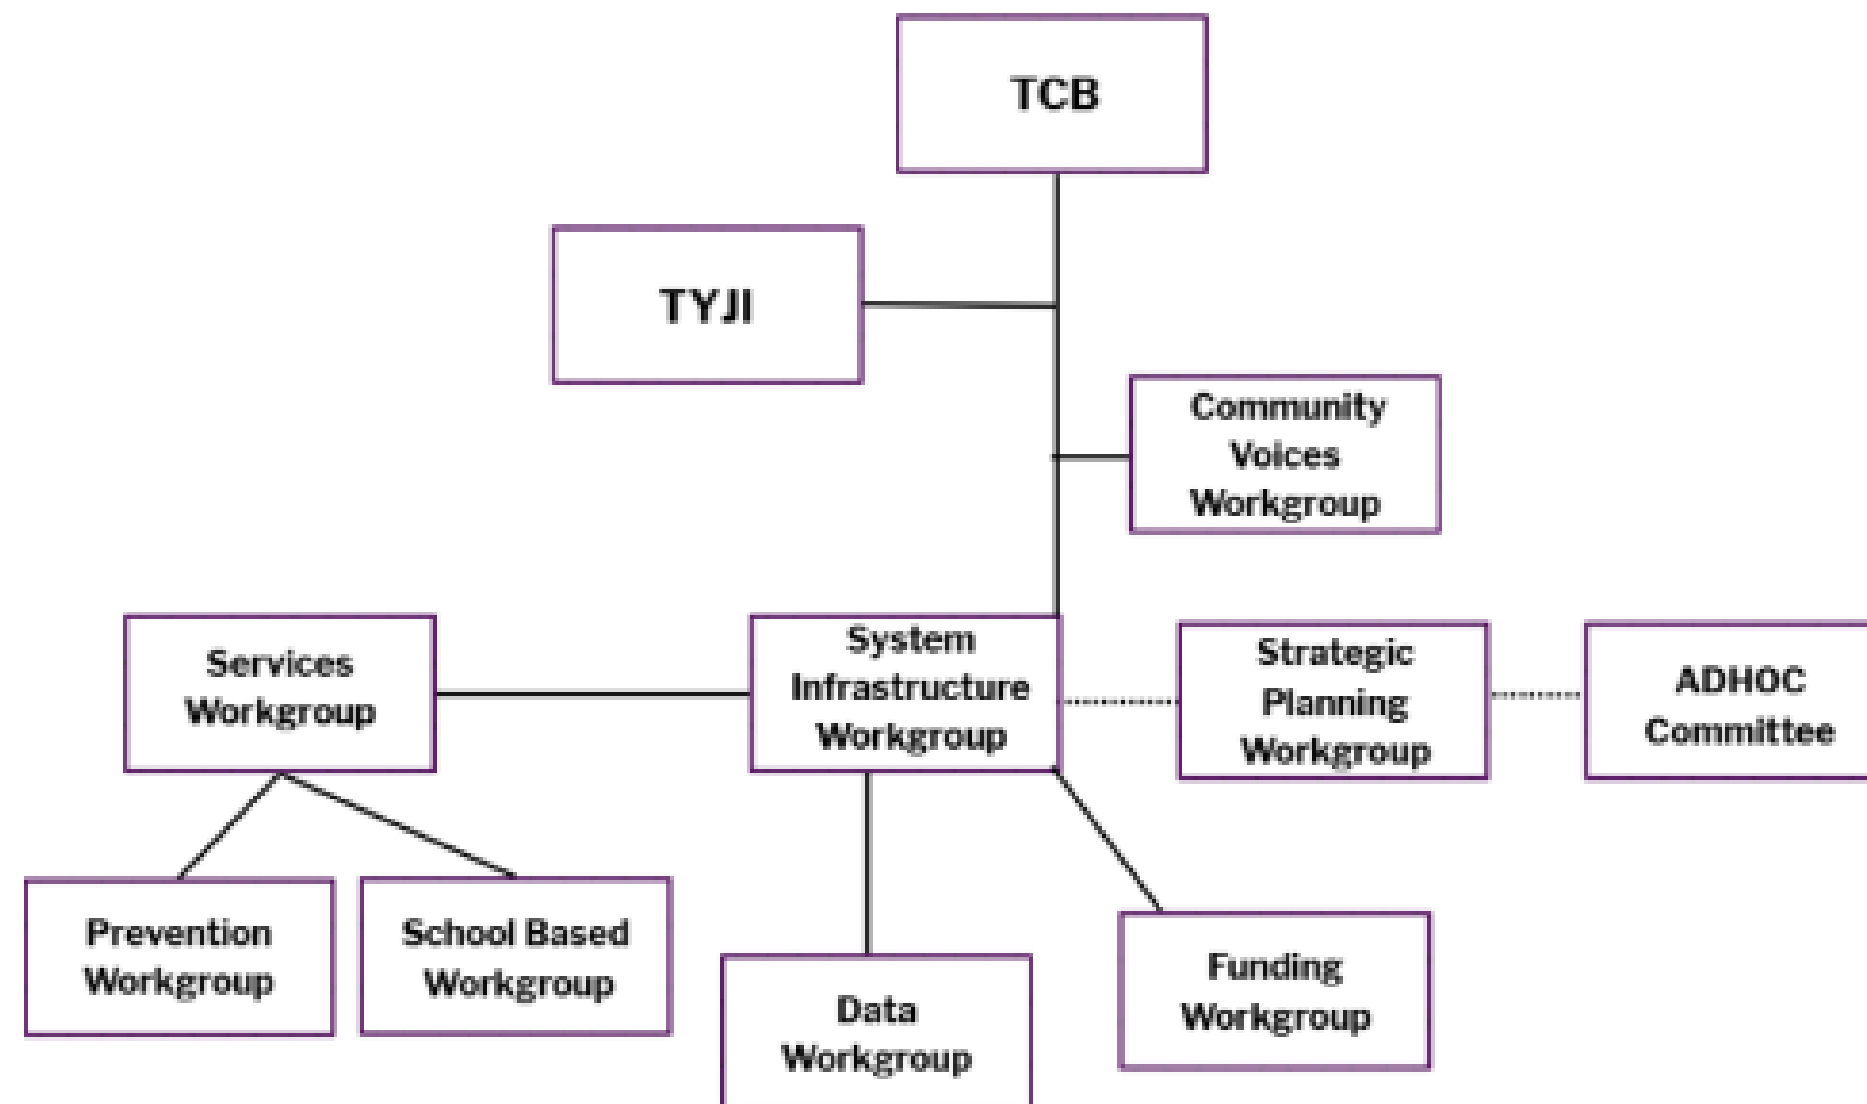 TCB
TYJI
Community
Voices
Workgroup
Services
Workgroup
System
Infrastructure
Workgroup
Strategic
Planning
Workgroup
ADHOC
Committee
Prevention
Workgroup
School Based
Workgroup
Data
Workgroup
Funding
Workgroup